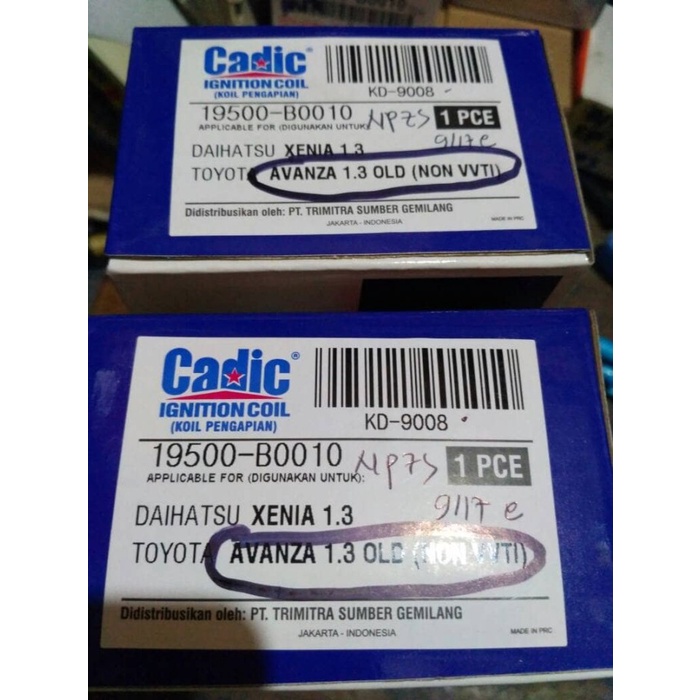 Cadic®
IGNITION COIL
(KOIL PENGAPIAN)
KD-9008
19500-B0010
NP7S
1 PCE
APPLICABLE FOR (DIGUNAKAN UNTUK):
9/17 e
DAIHATSU XENIA 1.3
TOYOTA AVANZA 1.3 OLD (NON VVTI)
Didistribusikan oleh: PT. TRIMITRA SUMBER GEMILANG
JAKARTA - INDONESIA
MADE IN PRC
Cadic®
IGNITION COIL
(KOIL PENGAPIAN)
KD-9008
19500-B0010
NP7S
1 PCE
APPLICABLE FOR (DIGUNAKAN UNTUK):
9/17 e
DAIHATSU XENIA 1.3
TOYOTA AVANZA 1.3 OLD (NON VVTI)
Didistribusikan oleh: PT. TRIMITRA SUMBER GEMILANG
JAKARTA - INDONESIA
MADE IN PRC